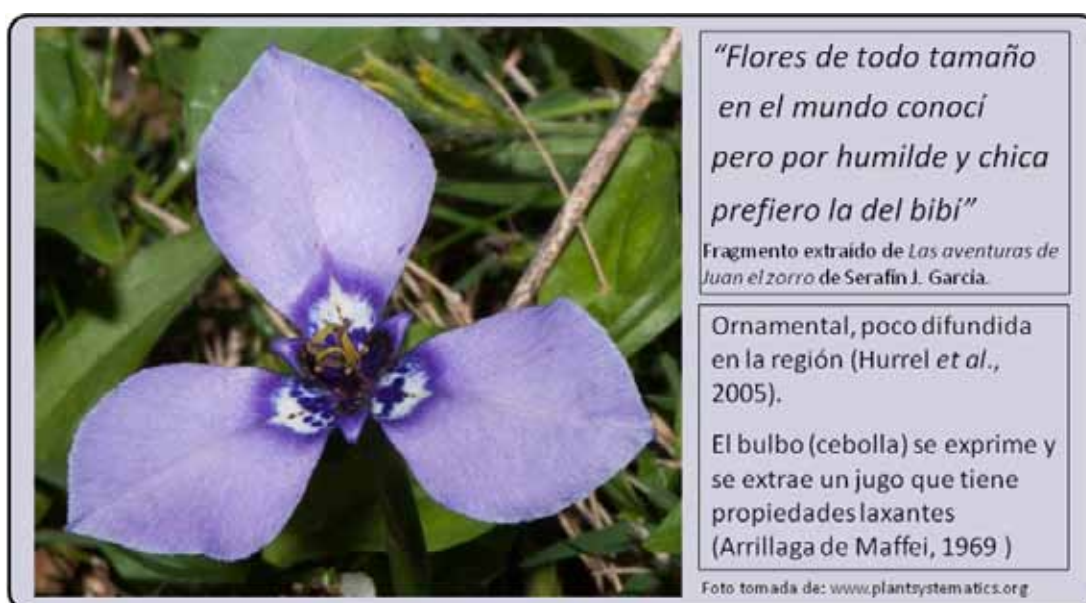 “Flores de todo tamaño
en el mundo conocí
pero por humilde y chica
prefiero la del bibí”
Fragmento extraído de Las aventuras de
Juan el zorro de Serafín J. García.
Ornamental, poco difundida
en la región (Hurrel et al.,
2005).
El bulbo (cebolla) se exprime y
se extrae un jugo que tiene
propiedades laxantes
(Arrillaga de Maffei, 1969 )
Foto tomada de: www.plantsystematics.org